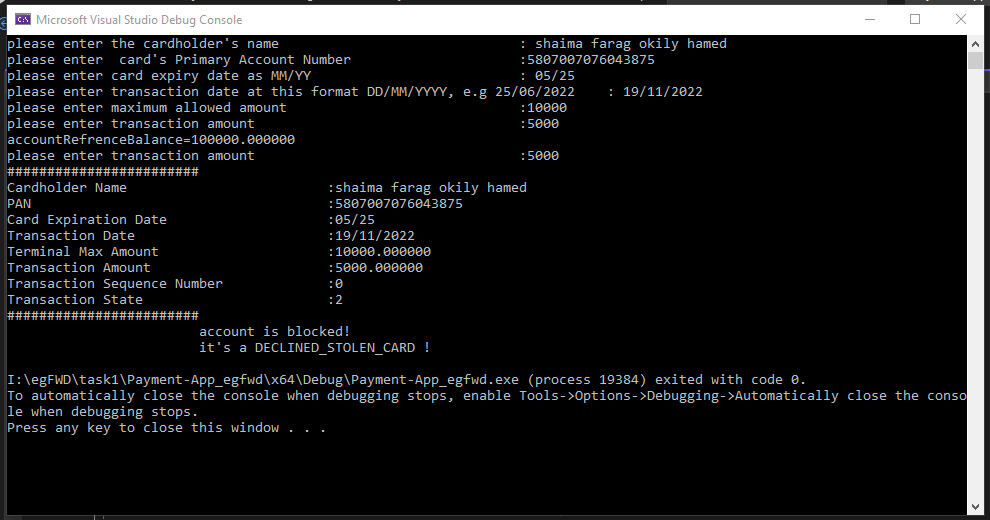 Microsoft Visual Studio Debug Console
please enter the cardholder's name : shaima farag okily hamed
please enter  card's Primary Account Number :5807007076043875
please enter card expiry date as MM/YY : 05/25
please enter transaction date at this format DD/MM/YYYY, e.g 25/06/2022 : 19/11/2022
please enter maximum allowed amount :10000
please enter transaction amount :5000
accountRefrenceBalance=100000.000000
please enter transaction amount :5000
########################
Cardholder Name :shaima farag okily hamed
PAN :5807007076043875
Card Expiration Date :05/25
Transaction Date :19/11/2022
Terminal Max Amount :10000.000000
Transaction Amount :5000.000000
Transaction Sequence Number :0
Transaction State :2
########################
account is blocked!
it's a DECLINED_STOLEN_CARD !
I:\egFWD\task1\Payment-App_egfwd\x64\Debug\Payment-App_egfwd.exe (process 19384) exited with code 0.
To automatically close the console when debugging stops, enable Tools->Options->Debugging->Automatically close the conso
le when debugging stops.
Press any key to close this window . . .